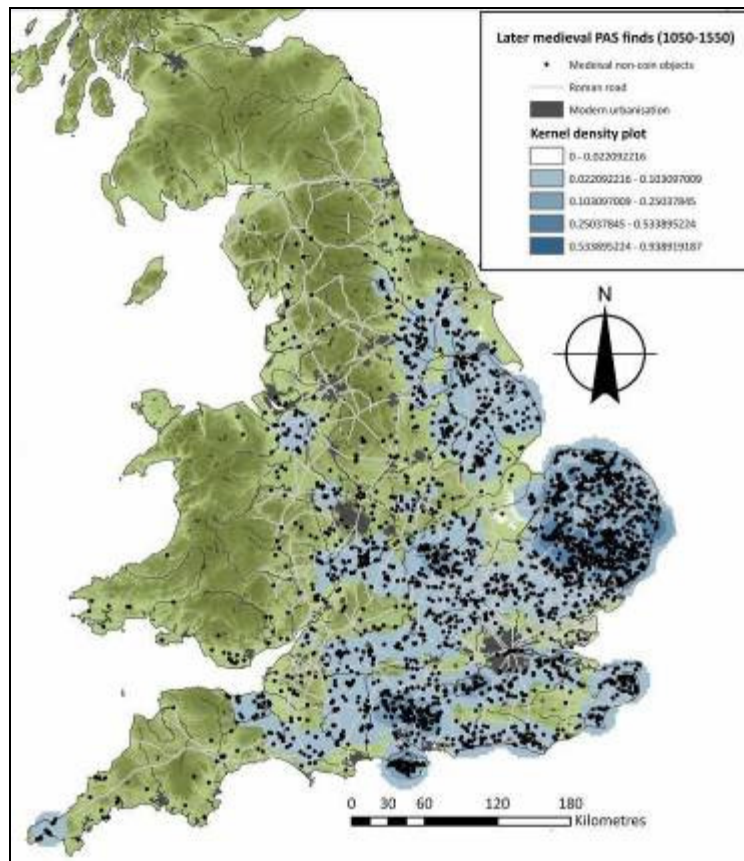 Later medieval PAS finds (1050-1550)
Medieval non-coin objects
Roman road
Modern urbanisation
Kernel density plot
0 - 0.022092216
0.022092216 - 0.103097009
0.103097009 - 0.25037845
0.25037845 - 0.533895224
0.533895224 - 0.938919187
N
0 30 60 120 180
Kilometres